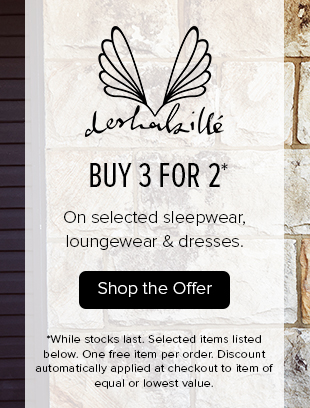 deshabillé
BUY 3 FOR 2*
On selected sleepwear,
loungewear & dresses.
Shop the Offer
*While stocks last. Selected items listed
below. One free item per order. Discount
automatically applied at checkout to item of
equal or lowest value.